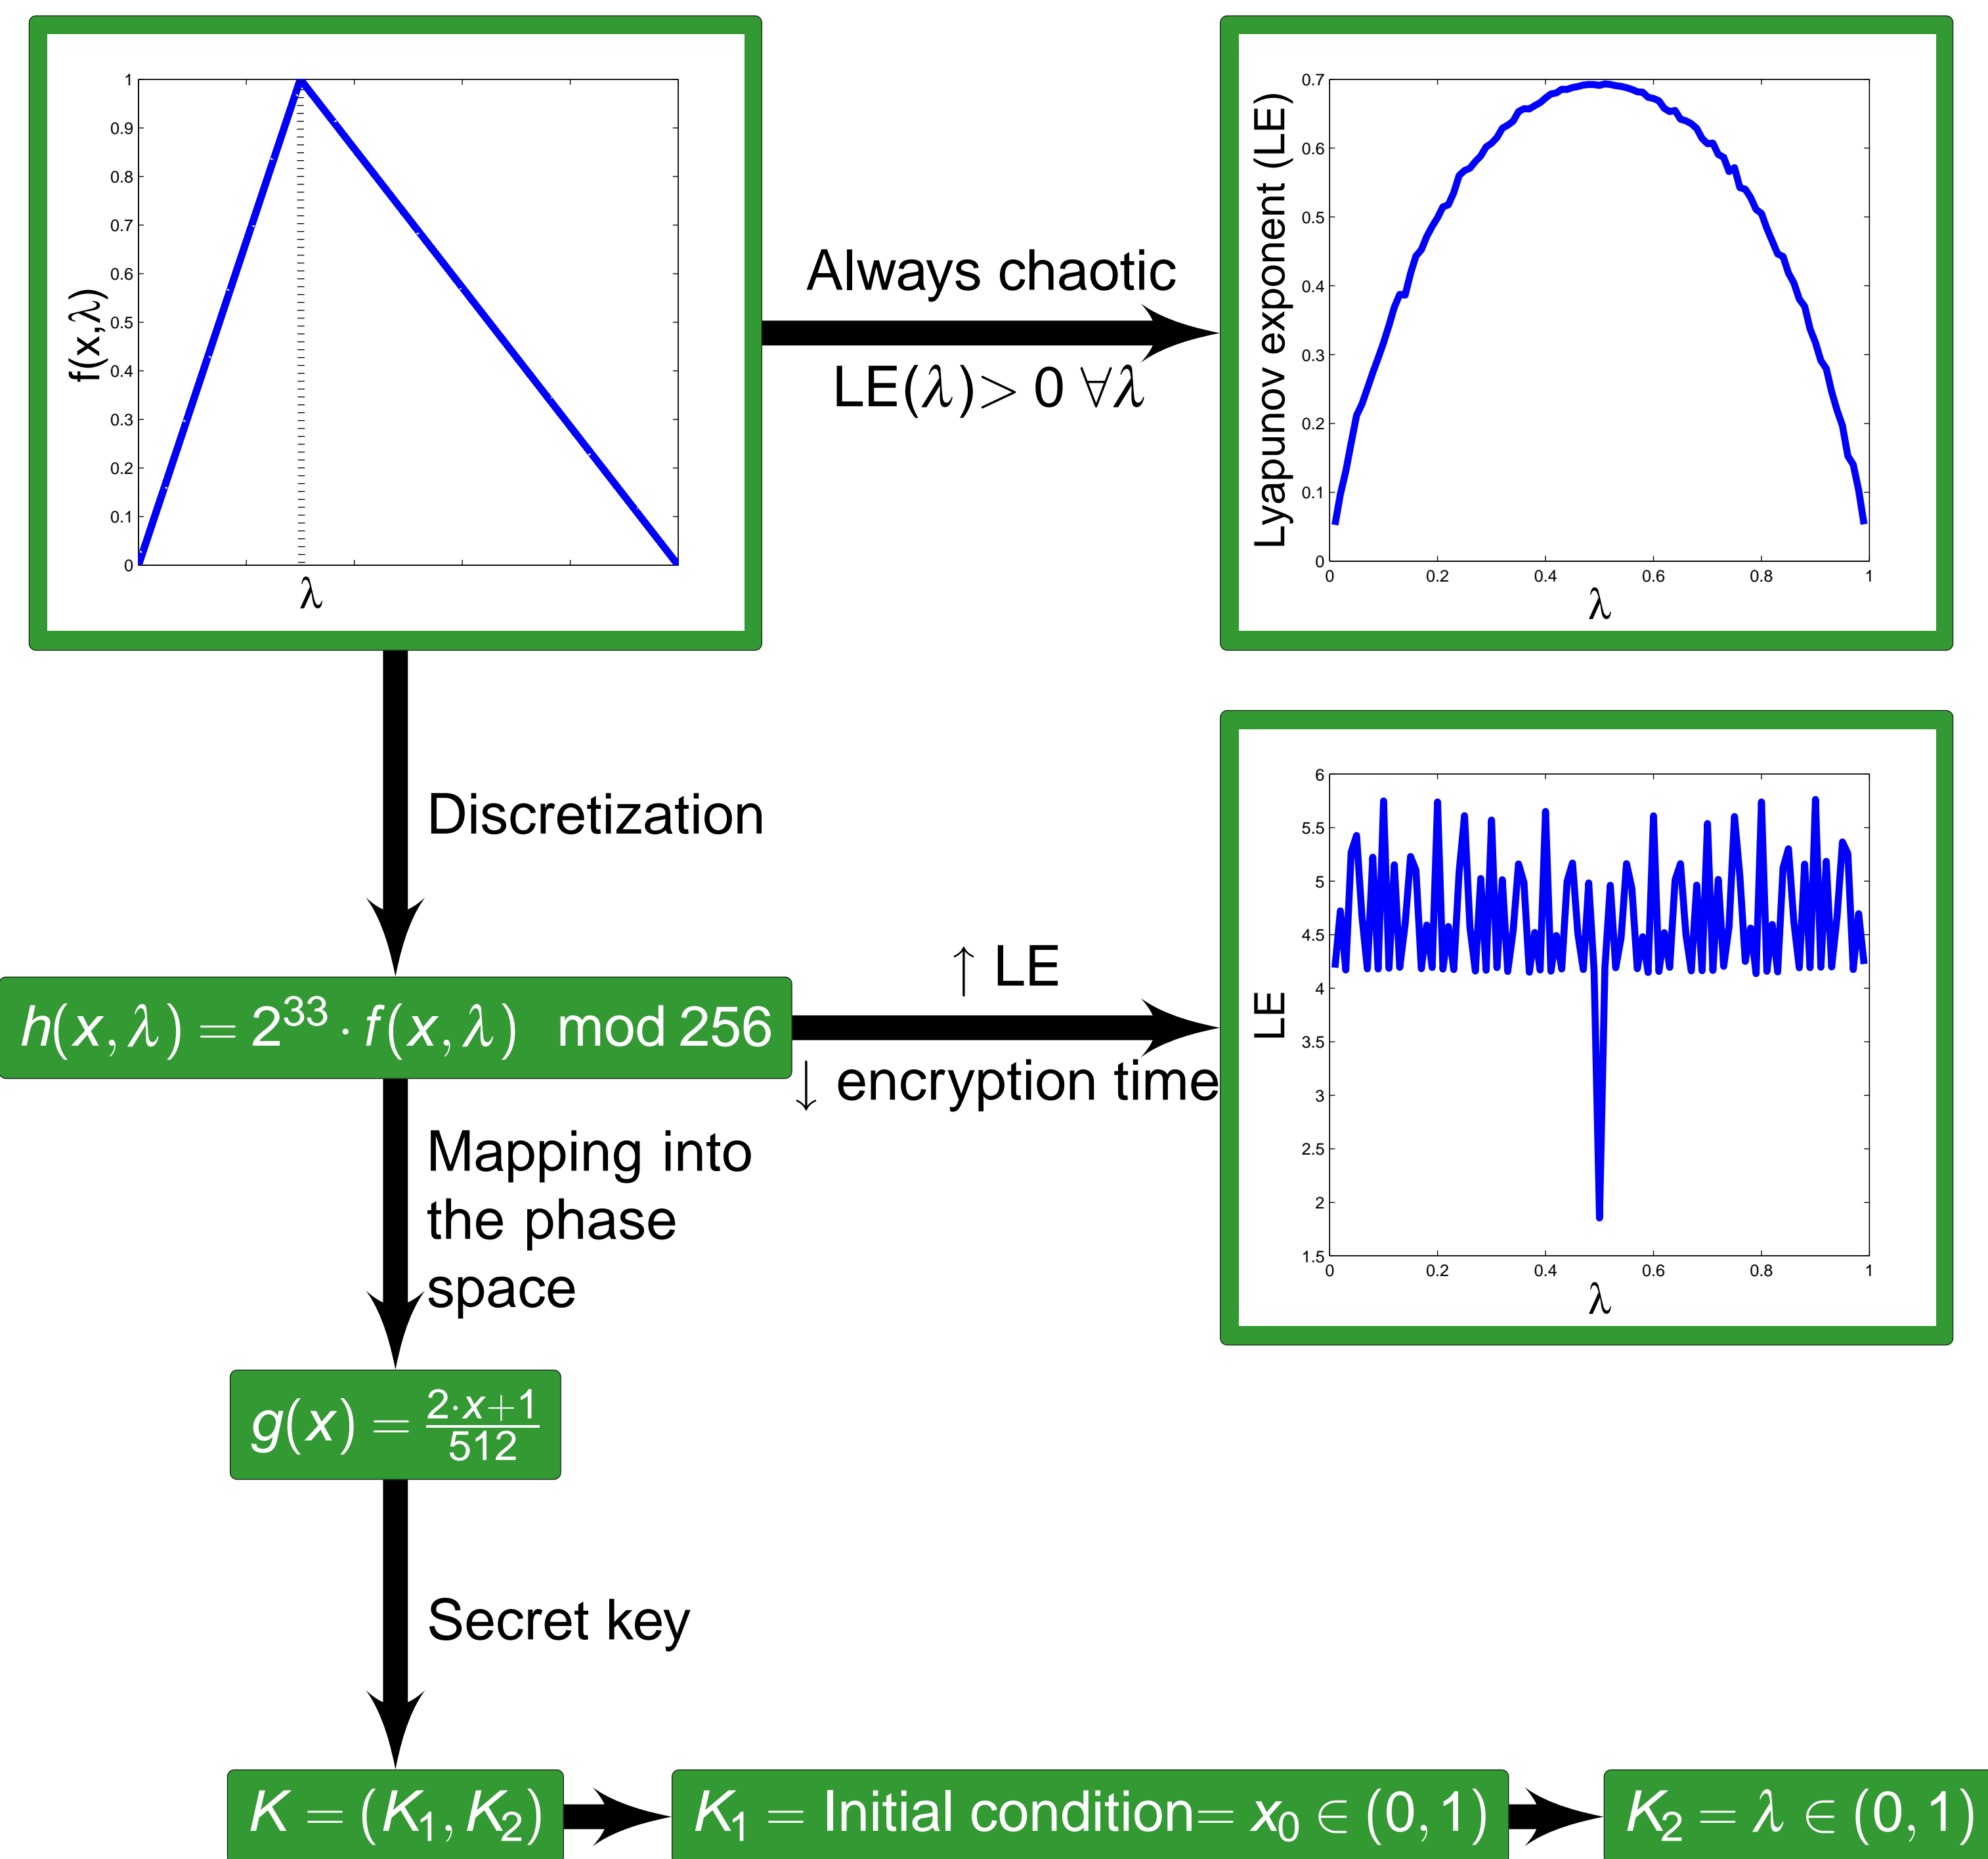 1
0.9
0.8
0.7
0.6
0.5
0.4
0.3
0.2
0.1
0
f(x,λ)
λ
Always chaotic
LE(λ)> 0 ∀λ
0.7
0.6
0.5
0.4
0.3
0.2
0.1
0
Lyapunov exponent (LE)
0 0.2 0.4 0.6 0.8 1
λ
Discretization
h(x, λ) = 2³³ · f(x, λ) mod 256
↑ LE
↓ encryption time
6
5.5
5
4.5
4
3.5
3
2.5
2
1.5
LE
0 0.2 0.4 0.6 0.8 1
λ
Mapping into
the phase
space
g(x) = 2·x+1/512
Secret key
K = (K₁, K₂)
K₁ = Initial condition= x₀ ∈ (0, 1)
K₂ = λ ∈ (0, 1)